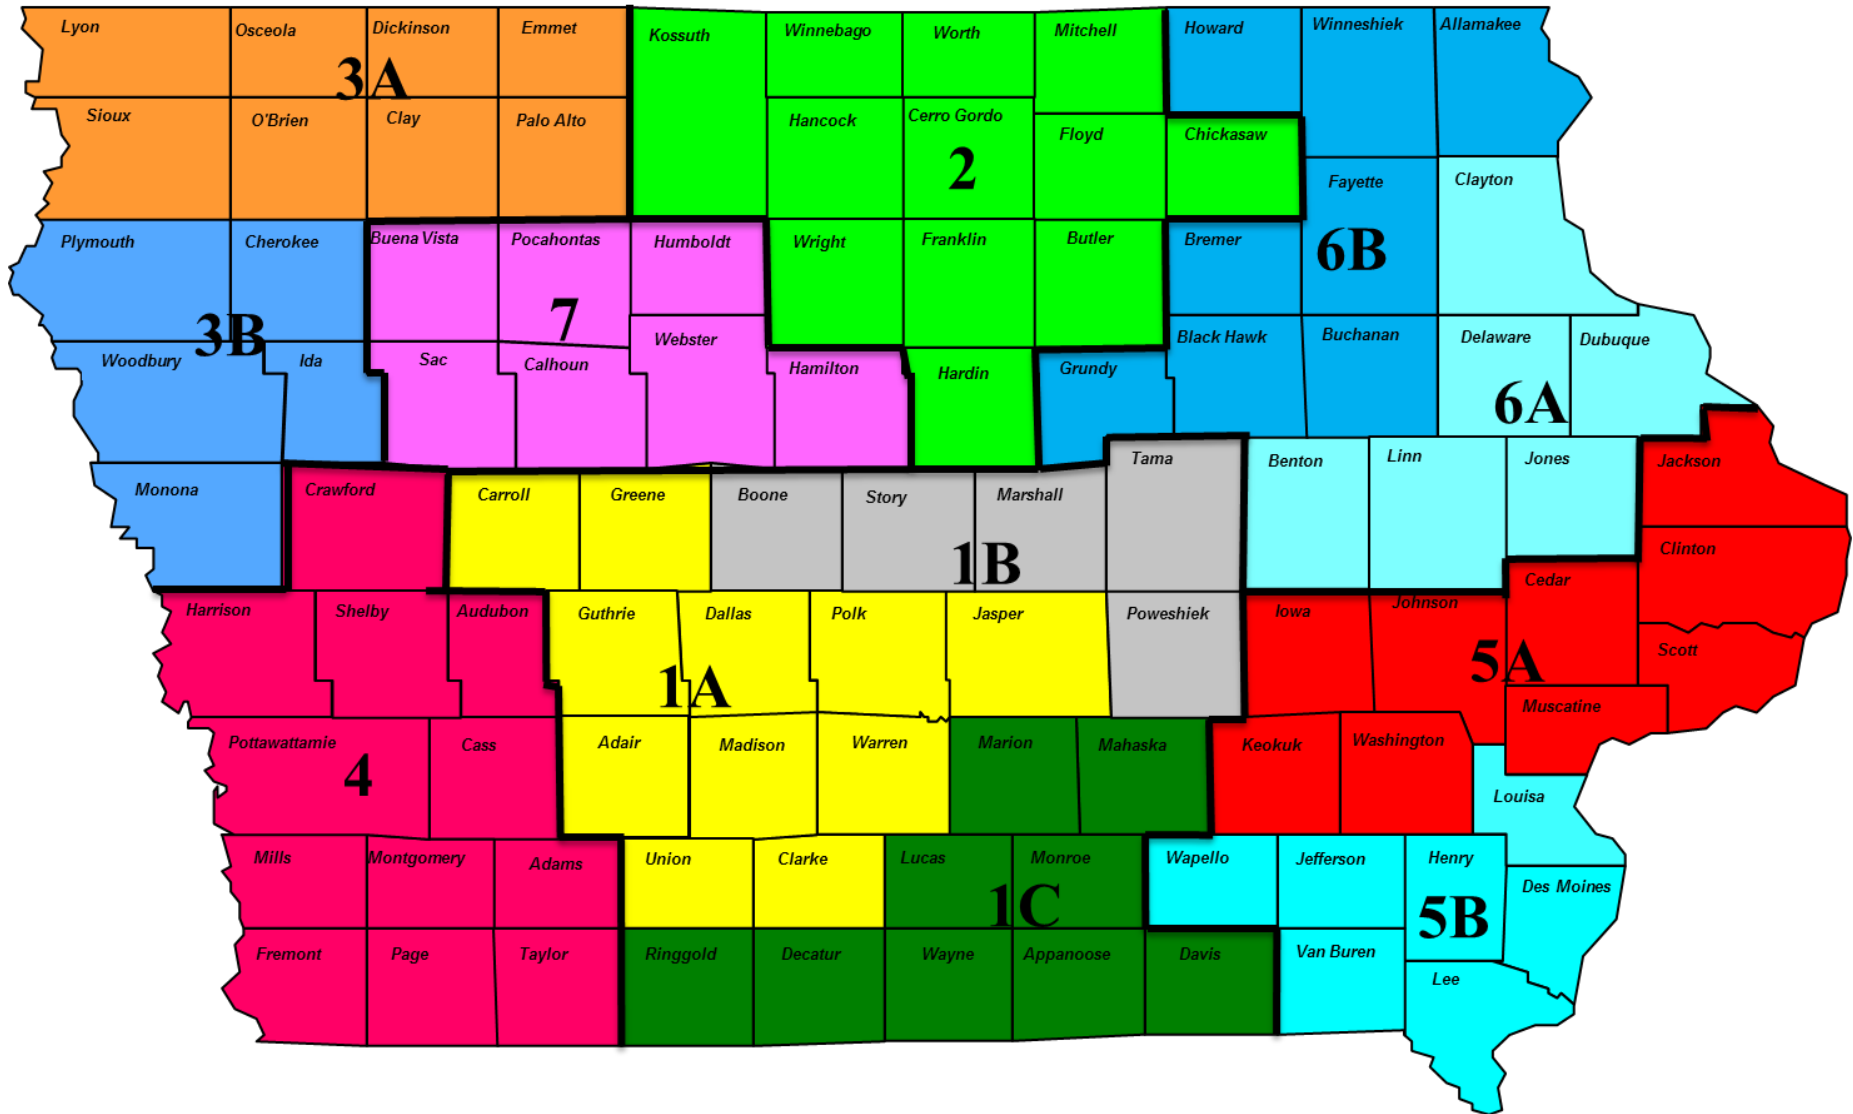 Lyon
Osceola
Dickinson
Emmet
Kossuth
Winnebago
Worth
Mitchell
Howard
Winneshiek
Allamakee
3A
Sioux
O'Brien
Clay
Palo Alto
Hancock
Cerro Gordo
Floyd
Chickasaw
2
Fayette
Clayton
Plymouth
Cherokee
Buena Vista
Pocahontas
Humboldt
Wright
Franklin
Butler
Bremer
6B
3B
7
Woodbury
Ida
Sac
Calhoun
Webster
Hamilton
Hardin
Grundy
Black Hawk
Buchanan
Delaware
Dubuque
6A
Monona
Crawford
Carroll
Greene
Boone
Story
Marshall
Tama
Benton
Linn
Jones
Jackson
1B
Clinton
Harrison
Shelby
Audubon
Guthrie
Dallas
Polk
Jasper
Poweshiek
Iowa
Johnson
Cedar
Scott
1A
5A
Muscatine
Pottawattamie
Cass
Adair
Madison
Warren
Marion
Mahaska
Keokuk
Washington
4
Louisa
Mills
Montgomery
Adams
Union
Clarke
Lucas
Monroe
Wapello
Jefferson
Henry
Des Moines
1C
5B
Fremont
Page
Taylor
Ringgold
Decatur
Wayne
Appanoose
Davis
Van Buren
Lee